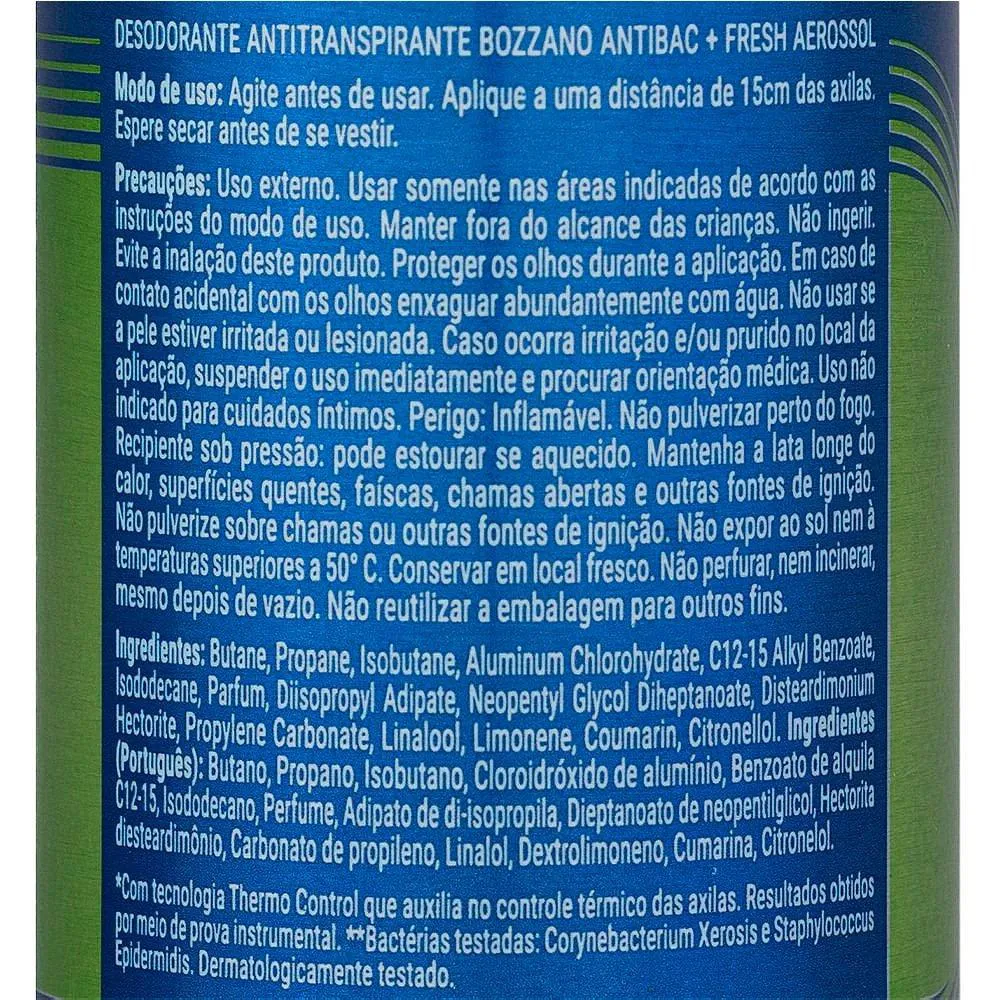 DESODORANTE ANTITRANSPIRANTE BOZZANO ANTIBAC + FRESH AEROSSOL
Modo de uso: Agite antes de usar. Aplique a uma distância de 15cm das axilas.
Espere secar antes de se vestir.
Precauções: Uso externo. Usar somente nas áreas indicadas de acordo com as
instruções do modo de uso. Manter fora do alcance das crianças. Não ingerir.
Evite a inalação deste produto. Proteger os olhos durante a aplicação. Em caso de
contato acidental com os olhos enxaguar abundantemente com água. Não usar se
a pele estiver irritada ou lesionada. Caso ocorra irritação e/ou prurido no local da
aplicação, suspender o uso imediatamente e procurar orientação médica. Uso não
indicado para cuidados íntimos. Perigo: Inflamável. Não pulverizar perto do fogo.
Recipiente sob pressão: pode estourar se aquecido. Mantenha a lata longe do
calor, superfícies quentes, faíscas, chamas abertas e outras fontes de ignição.
Não pulverize sobre chamas ou outras fontes de ignição. Não expor ao sol nem à
temperaturas superiores a 50° C. Conservar em local fresco. Não perfurar, nem incinerar,
mesmo depois de vazio. Não reutilizar a embalagem para outros fins.
Ingredientes: Butane, Propane, Isobutane, Aluminum Chlorohydrate, C12-15 Alkyl Benzoate,
Isododecane, Parfum, Diisopropyl Adipate, Neopentyl Glycol Diheptanoate, Disteardimonium
Hectorite, Propylene Carbonate, Linalool, Limonene, Coumarin, Citronellol. Ingredientes
(Português): Butano, Propano, Isobutano, Cloroidróxido de alumínio, Benzoato de alquila
C12-15, Isododecano, Perfume, Adipato de di-isopropila, Dieptanoato de neopentilglicol, Hectorita
diesteardimônio, Carbonato de propileno, Linalol, Dextrolimoneno, Cumarina, Citronelol.
*Com tecnologia Thermo Control que auxilia no controle térmico das axilas. Resultados obtidos
por meio de prova instrumental. **Bactérias testadas: Corynebacterium Xerosis e Staphylococcus
Epidermidis. Dermatologicamente testado.